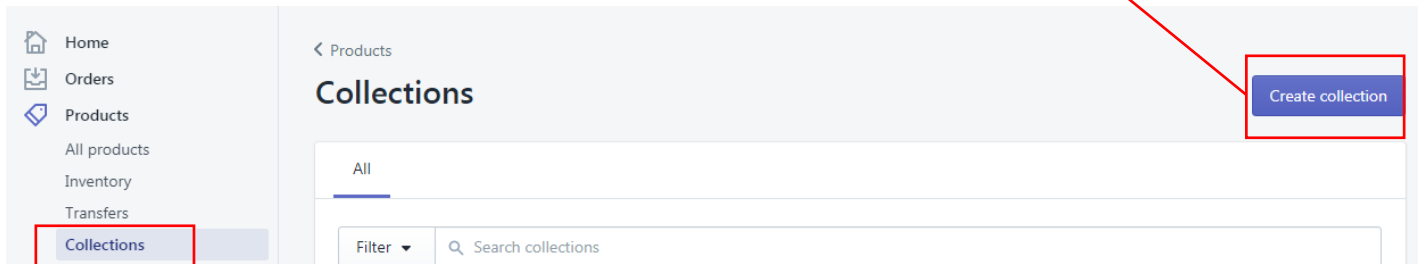 Home
Orders
Products
All products
Inventory
Transfers
Collections
Products
Collections
Create collection
All
Filter
Search collections